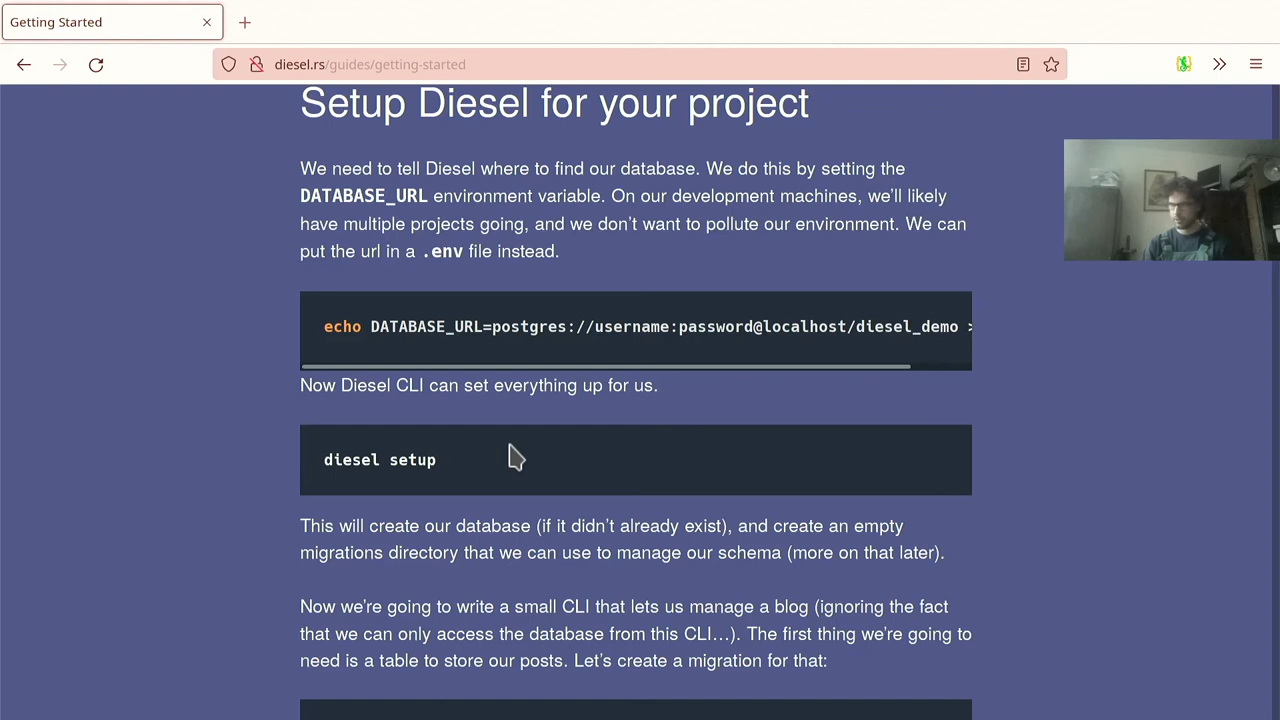 Getting Started
diesel.rs/guides/getting-started
Setup Diesel for your project
We need to tell Diesel where to find our database. We do this by setting the
DATABASE_URL environment variable. On our development machines, we'll likely
have multiple projects going, and we don't want to pollute our environment. We can
put the url in a .env file instead.
echo DATABASE_URL=postgres://username:password@localhost/diesel_demo >
Now Diesel CLI can set everything up for us.
diesel setup
This will create our database (if it didn't already exist), and create an empty
migrations directory that we can use to manage our schema (more on that later).
Now we're going to write a small CLI that lets us manage a blog (ignoring the fact
that we can only access the database from this CLI…). The first thing we're going to
need is a table to store our posts. Let's create a migration for that: